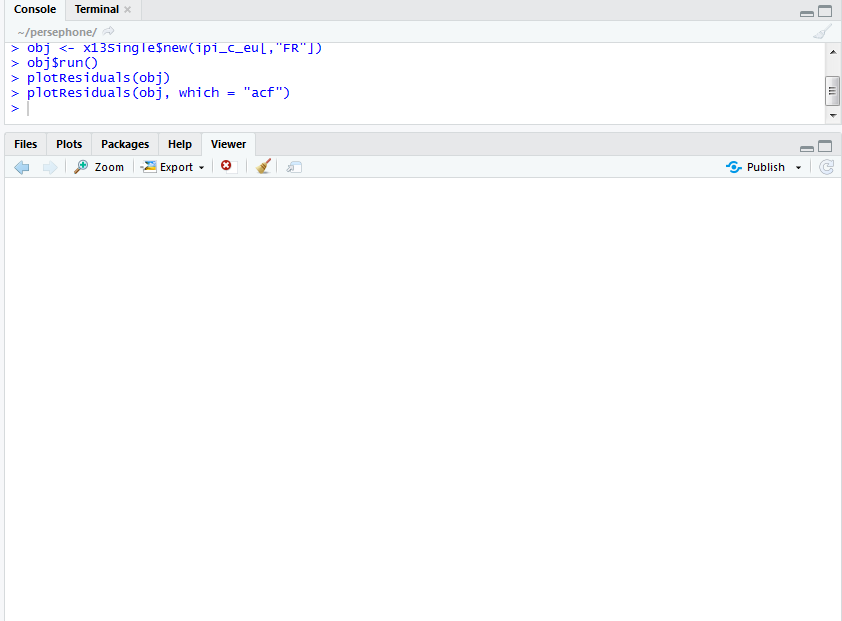 Console Terminal
~/persephone/
> obj <- x13Single$new(ipi_c_eu[,"FR"])
> obj$run()
> plotResiduals(obj)
> plotResiduals(obj, which = "acf")
>
Files Plots Packages Help Viewer
Zoom Export Publish